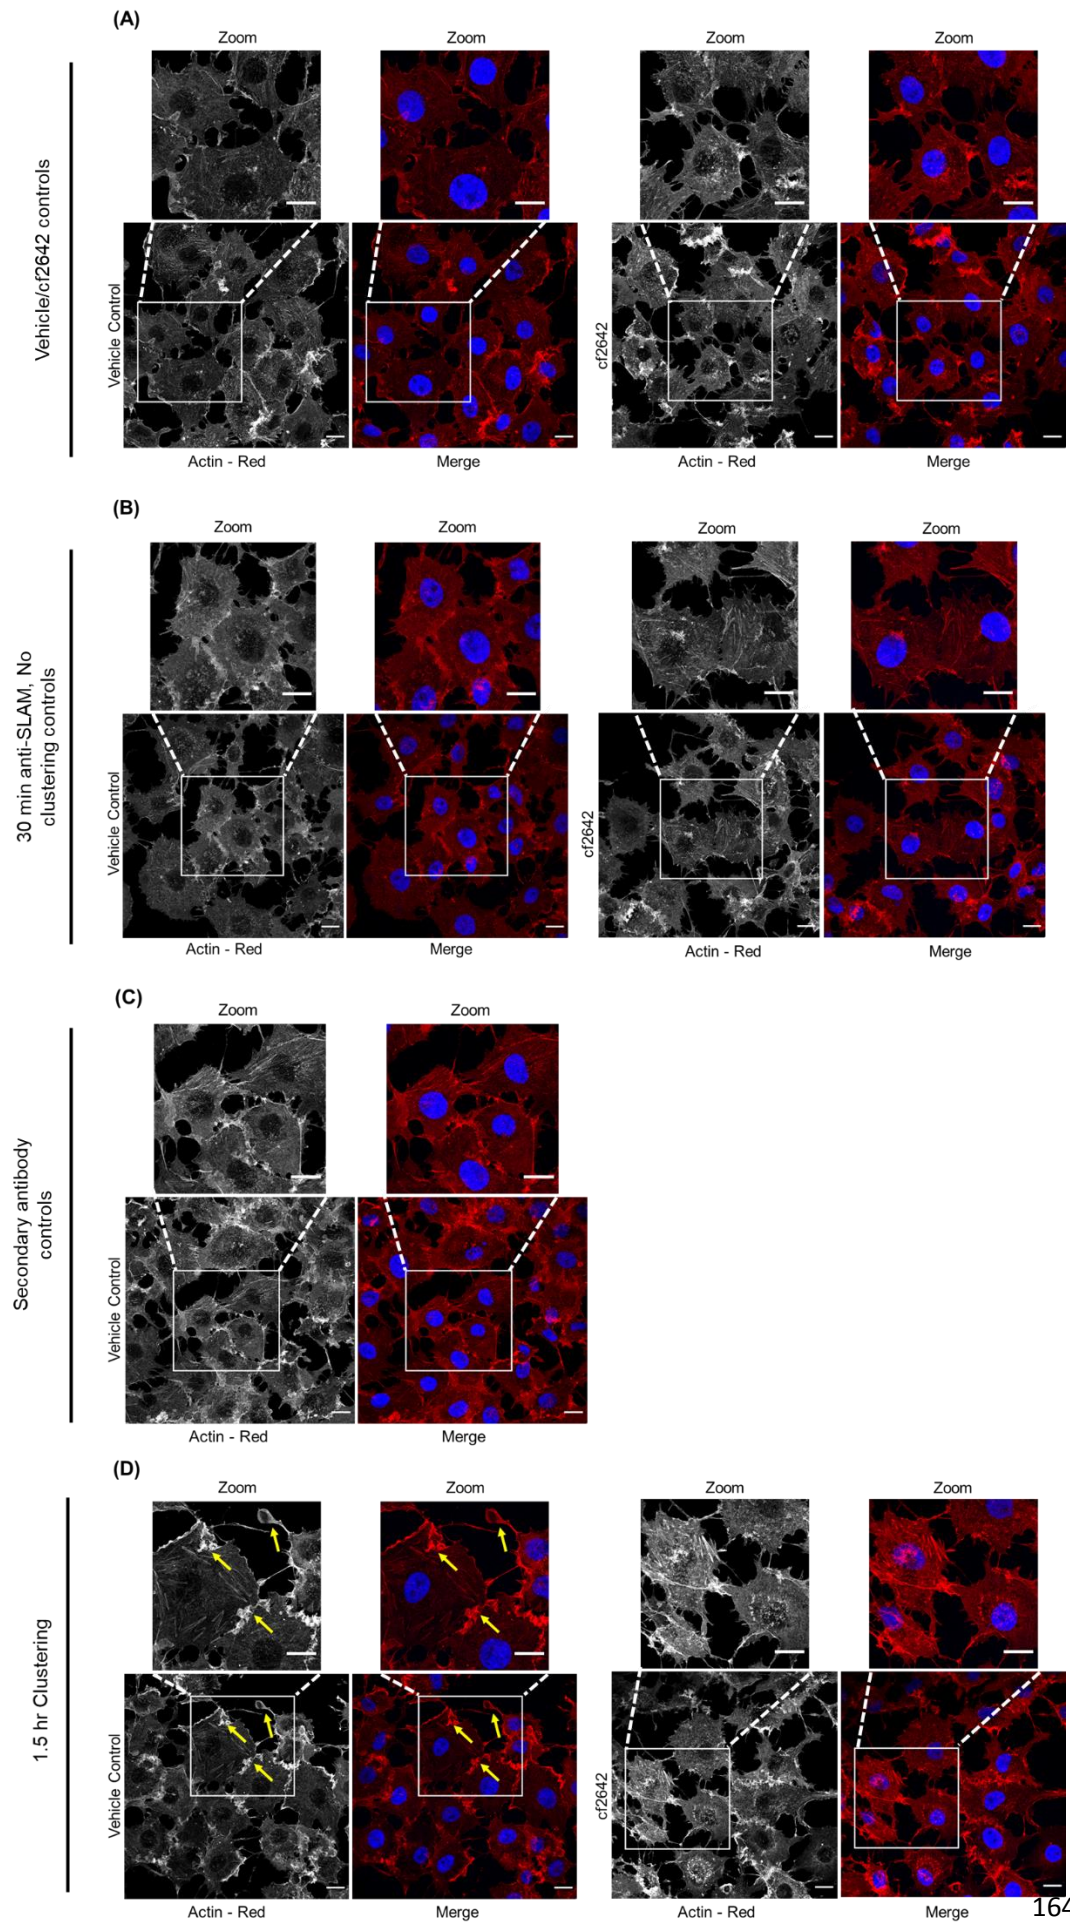 (A)
Zoom
Zoom
Zoom
Zoom
Vehicle/cf2642 controls
Vehicle Control
cf2642
Actin - Red
Merge
Actin - Red
Merge
(B)
Zoom
Zoom
Zoom
Zoom
30 min anti-SLAM, No
clustering controls
Vehicle Control
cf2642
Actin - Red
Merge
Actin - Red
Merge
(C)
Zoom
Zoom
Secondary antibody
controls
Vehicle Control
Actin - Red
Merge
(D)
Zoom
Zoom
Zoom
Zoom
1.5 hr Clustering
Vehicle Control
cf2642
Actin - Red
Merge
Actin - Red
Merge
164